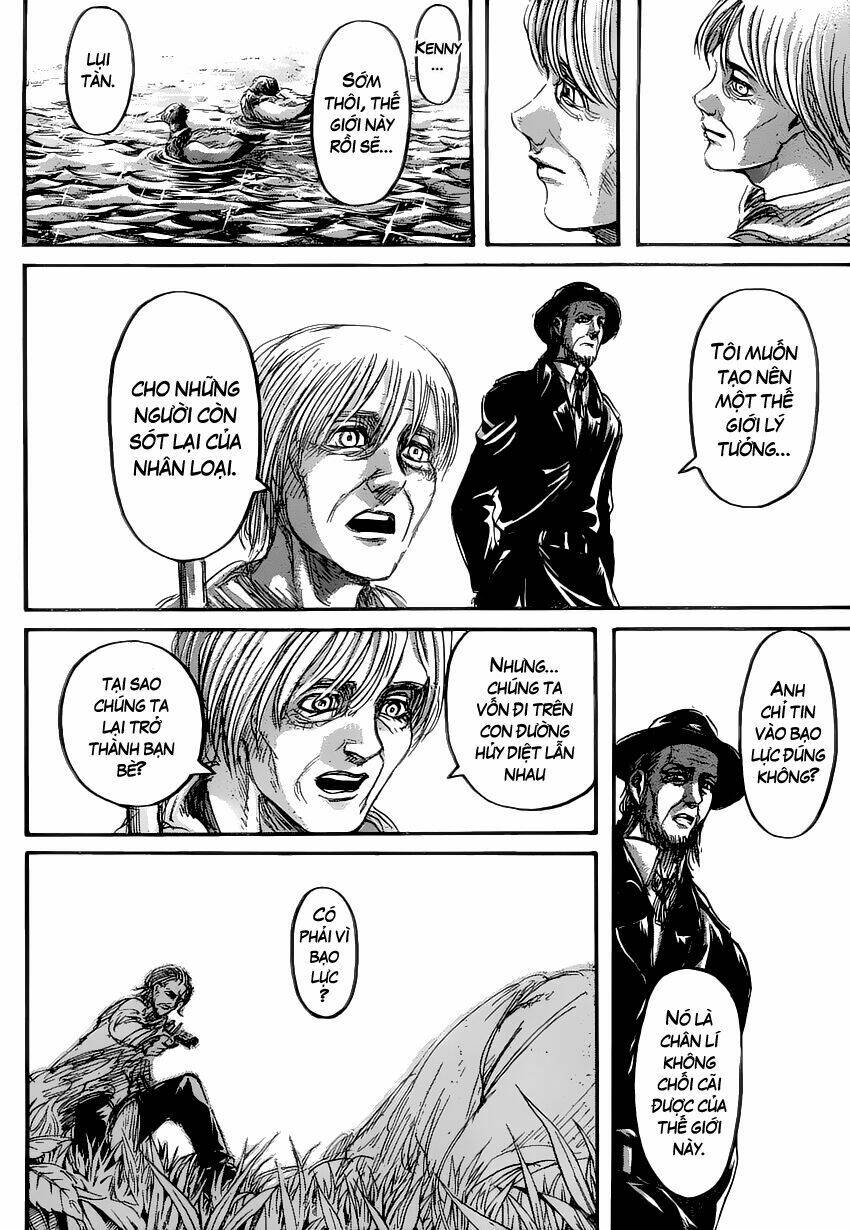 KENNY
...
SỚM
THÔI, THẾ
GIỚI NÀY
RỒI SẼ...
LỤI
TÀN.
TÔI MUỐN
TẠO NÊN
MỘT THẾ
GIỚI LÝ
TƯỞNG...
CHO NHỮNG
NGƯỜI CÒN
SÓT LẠI CỦA
NHÂN LOẠI.
ANH
CHỈ TIN
VÀO BẠO
LỰC ĐÚNG
KHÔNG?
NÓ LÀ
CHÂN LÍ
KHÔNG
CHỐI CÃI
ĐƯỢC CỦA
THẾ GIỚI
NÀY.
NHƯNG...
CHÚNG TA
VỐN ĐI TRÊN
CON ĐƯỜNG
HỦY DIỆT LẪN
NHAU
TẠI SAO
CHÚNG TA
LẠI TRỞ
THÀNH BẠN
BÈ?
CÓ
PHẢI VÌ
BẠO
LỰC
?